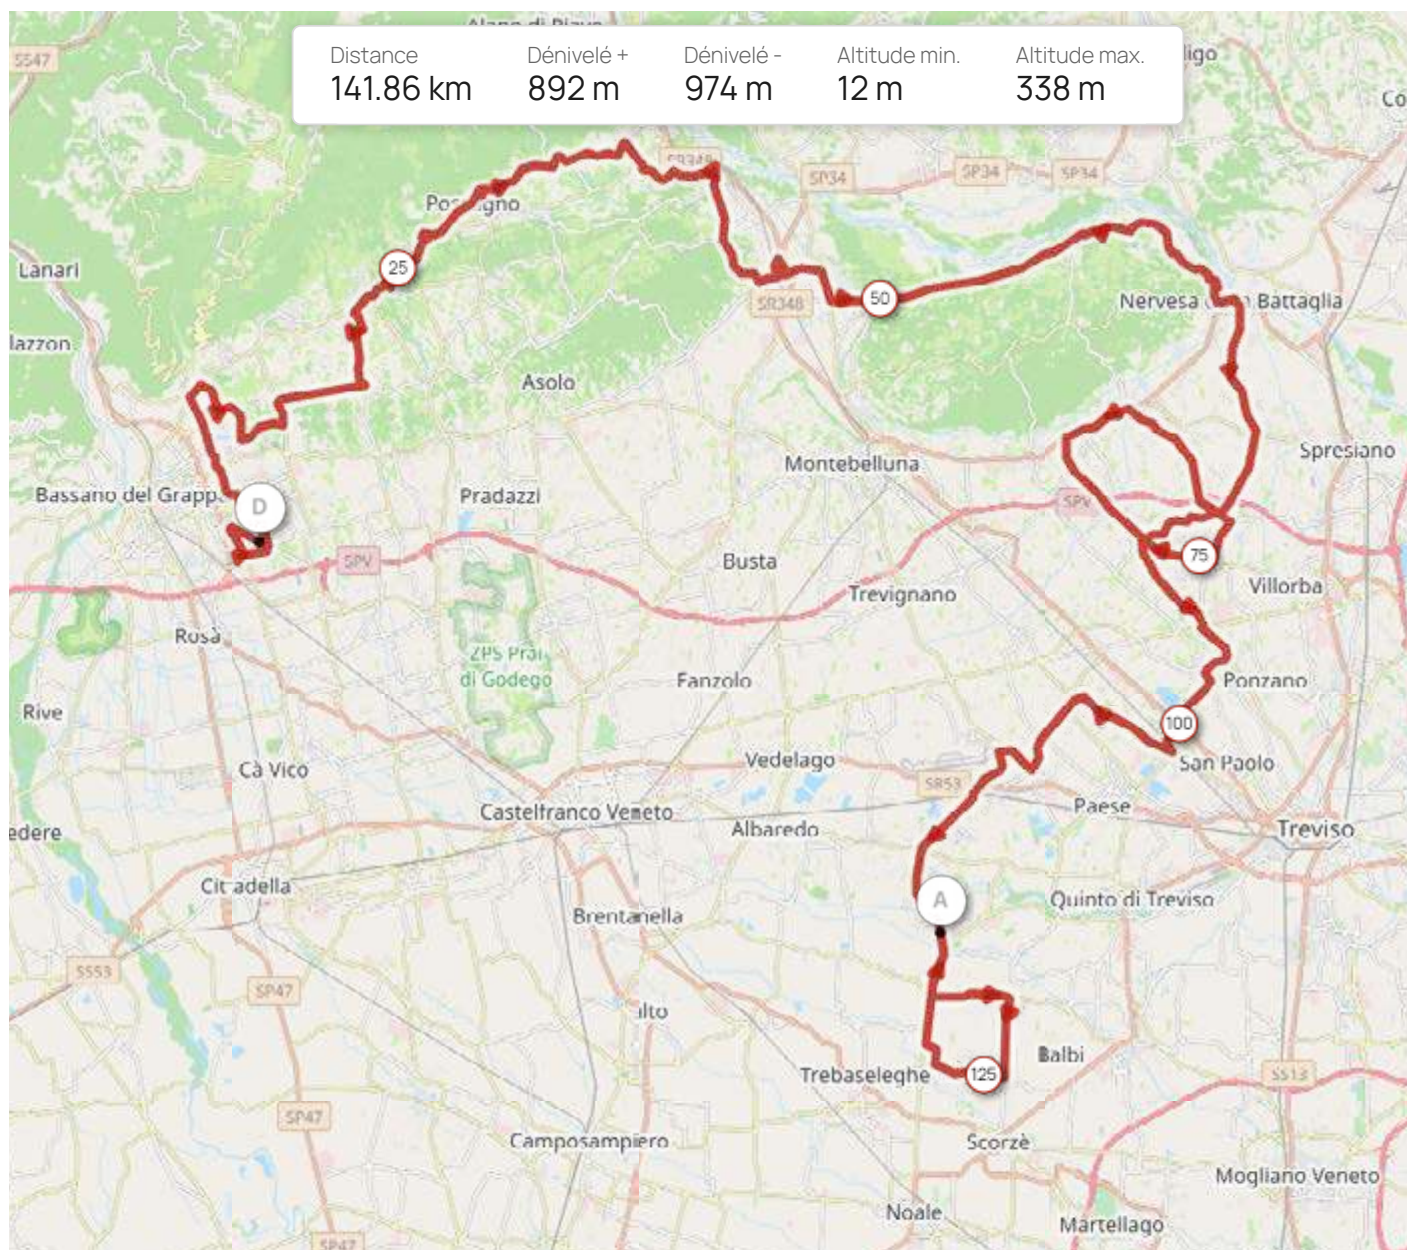 Distance
141.86 km
Dénivelé +
892 m
Dénivelé -
974 m
Altitude min.
12 m
Altitude max.
338 m
SS47
SP34
SP34
SP34
Lanari
25
50
SR348
Nervesa Battaglia
Asolo
Montebelluna
Spresiano
Bassano del Grappa
D
Pradazzi
SPV
SPV
75
Busta
Villorba
Trevignano
Rosà
ZPS Prai
di Godego
Fanzolo
Ponzano
Rive
100
Vedelago
San Paolo
Cà Vico
SR53
Castelfranco Veneto
Paese
Albaredo
Treviso
Cittadella
A
Quinto di Treviso
Brentanella
SS53
SP47
Balbi
Trebaseleghe
125
SS13
SP47
Camposampiero
Scorzè
Mogliano Veneto
Noale
Martellago
SP47